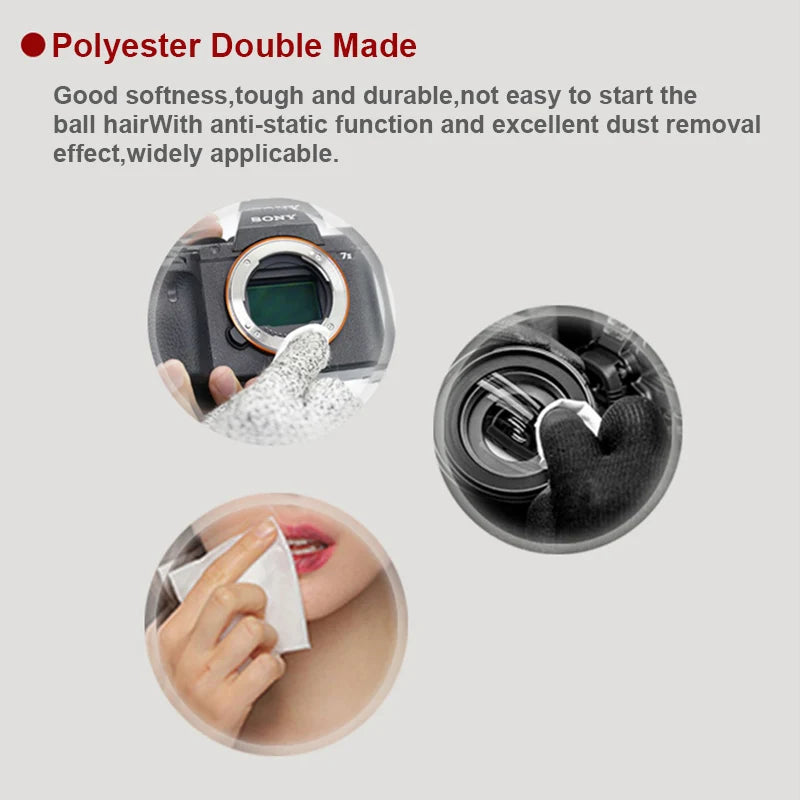 Polyester Double Made
Good softness,tough and durable,not easy to start the
ball hairWith anti-static function and excellent dust removal
effect,widely applicable.
SONY
7II